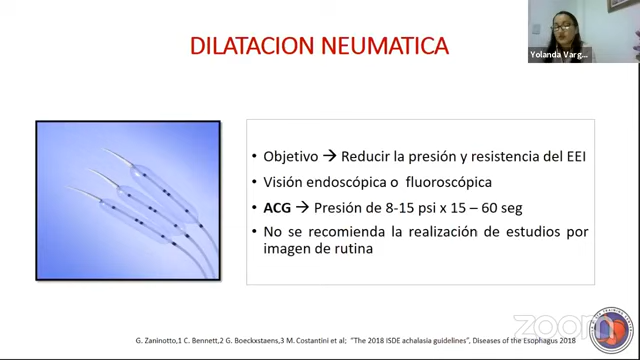 DILATACION NEUMATICA
Yolanda Varg...
• Objetivo → Reducir la presión y resistencia del EEI
• Visión endoscópica o fluoroscópica
• ACG → Presión de 8-15 psi x 15 – 60 seg
• No se recomienda la realización de estudios por
imagen de rutina
zoom
G. Zaninotto,1 C. Bennett,2 G. Boeckxstaens,3 M. Costantini et al; "The 2018 ISDE achalasia guidelines", Diseases of the Esophagus 2018